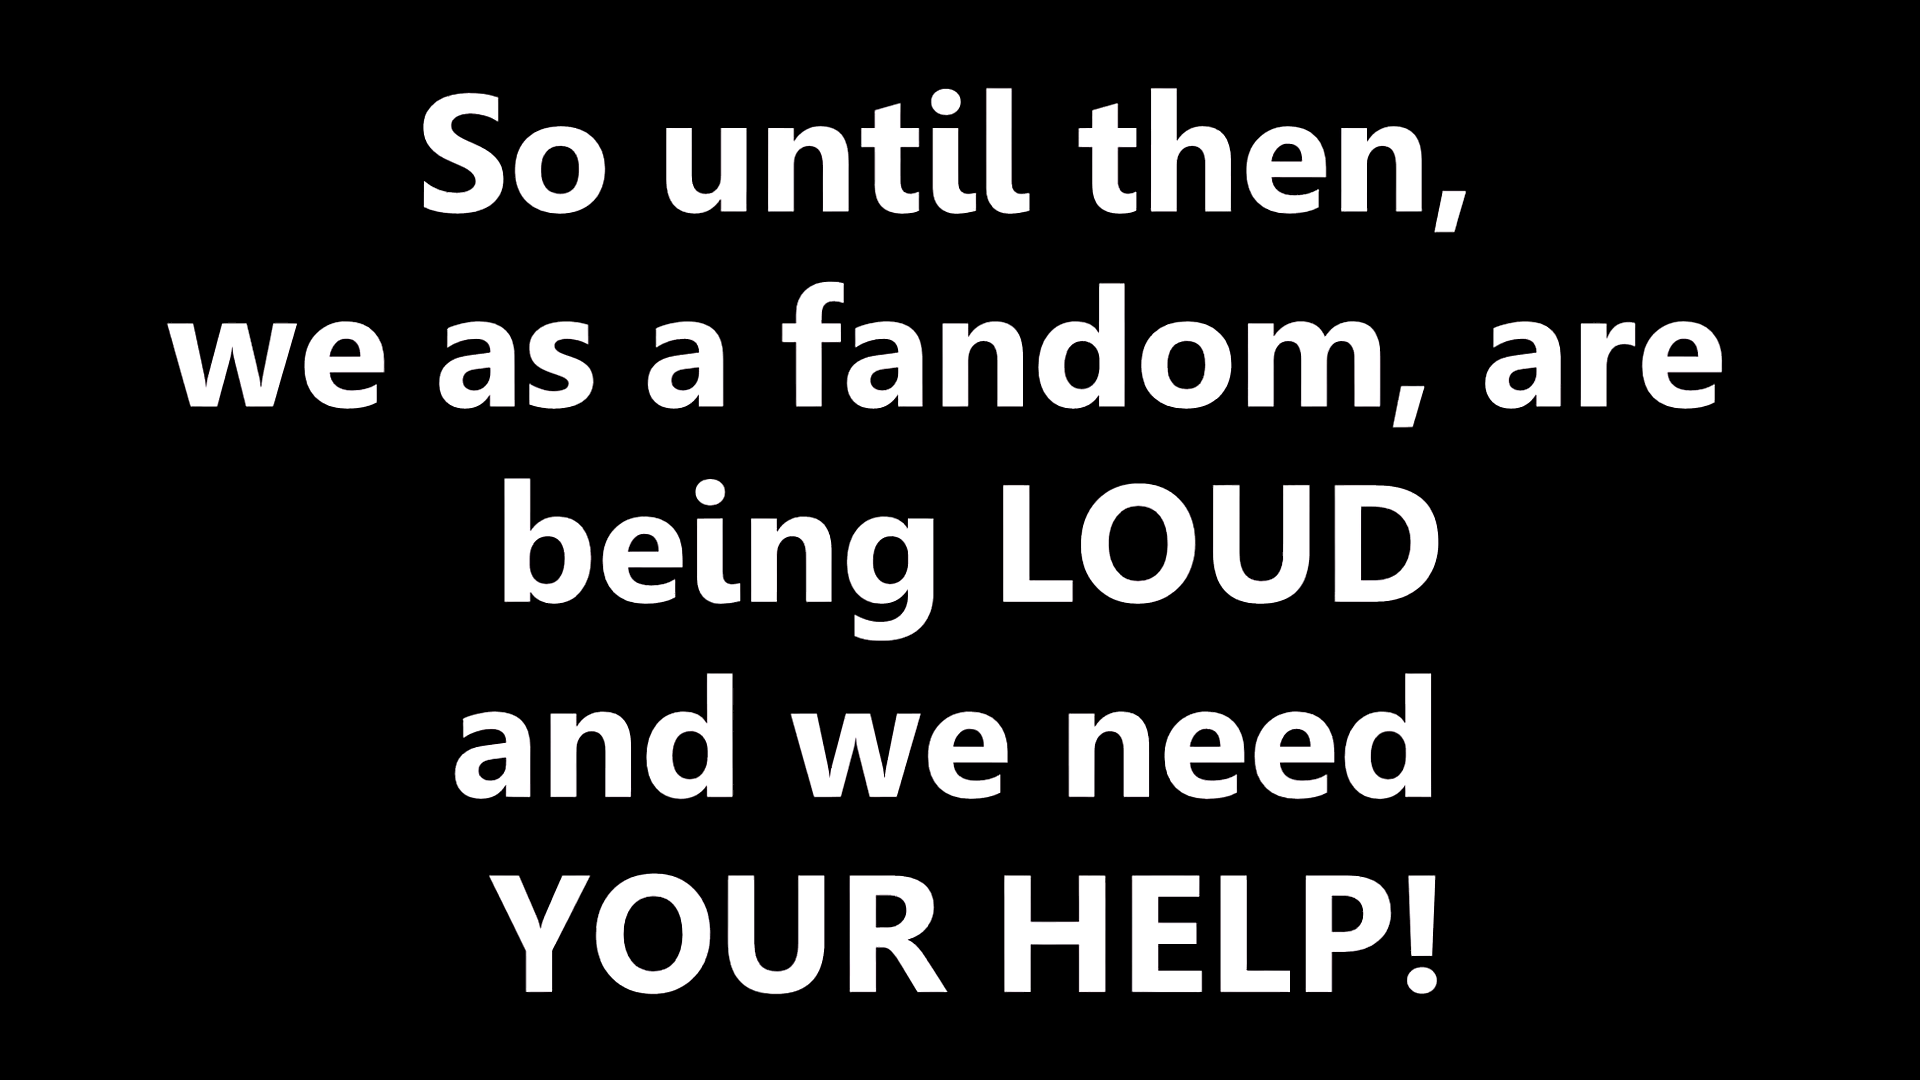 So until then,
we as a fandom, are
being LOUD
and we need
YOUR HELP!